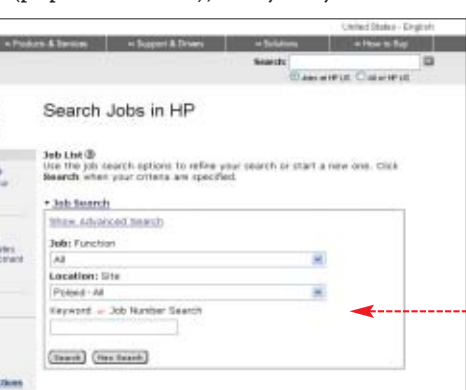 United States - English
» Products & Services » Support & Drivers » Solutions » How to Buy
Search:
Jobs at HP US All of HP US
Search Jobs in HP
Job List
Use the job search options to refine your search or start a new one. Click
Search when your criteria are specified.
Job Search
Show Advanced Search
Job: Function
All
Location: Site
Poland - All
Keyword or Job Number Search
Search New Search